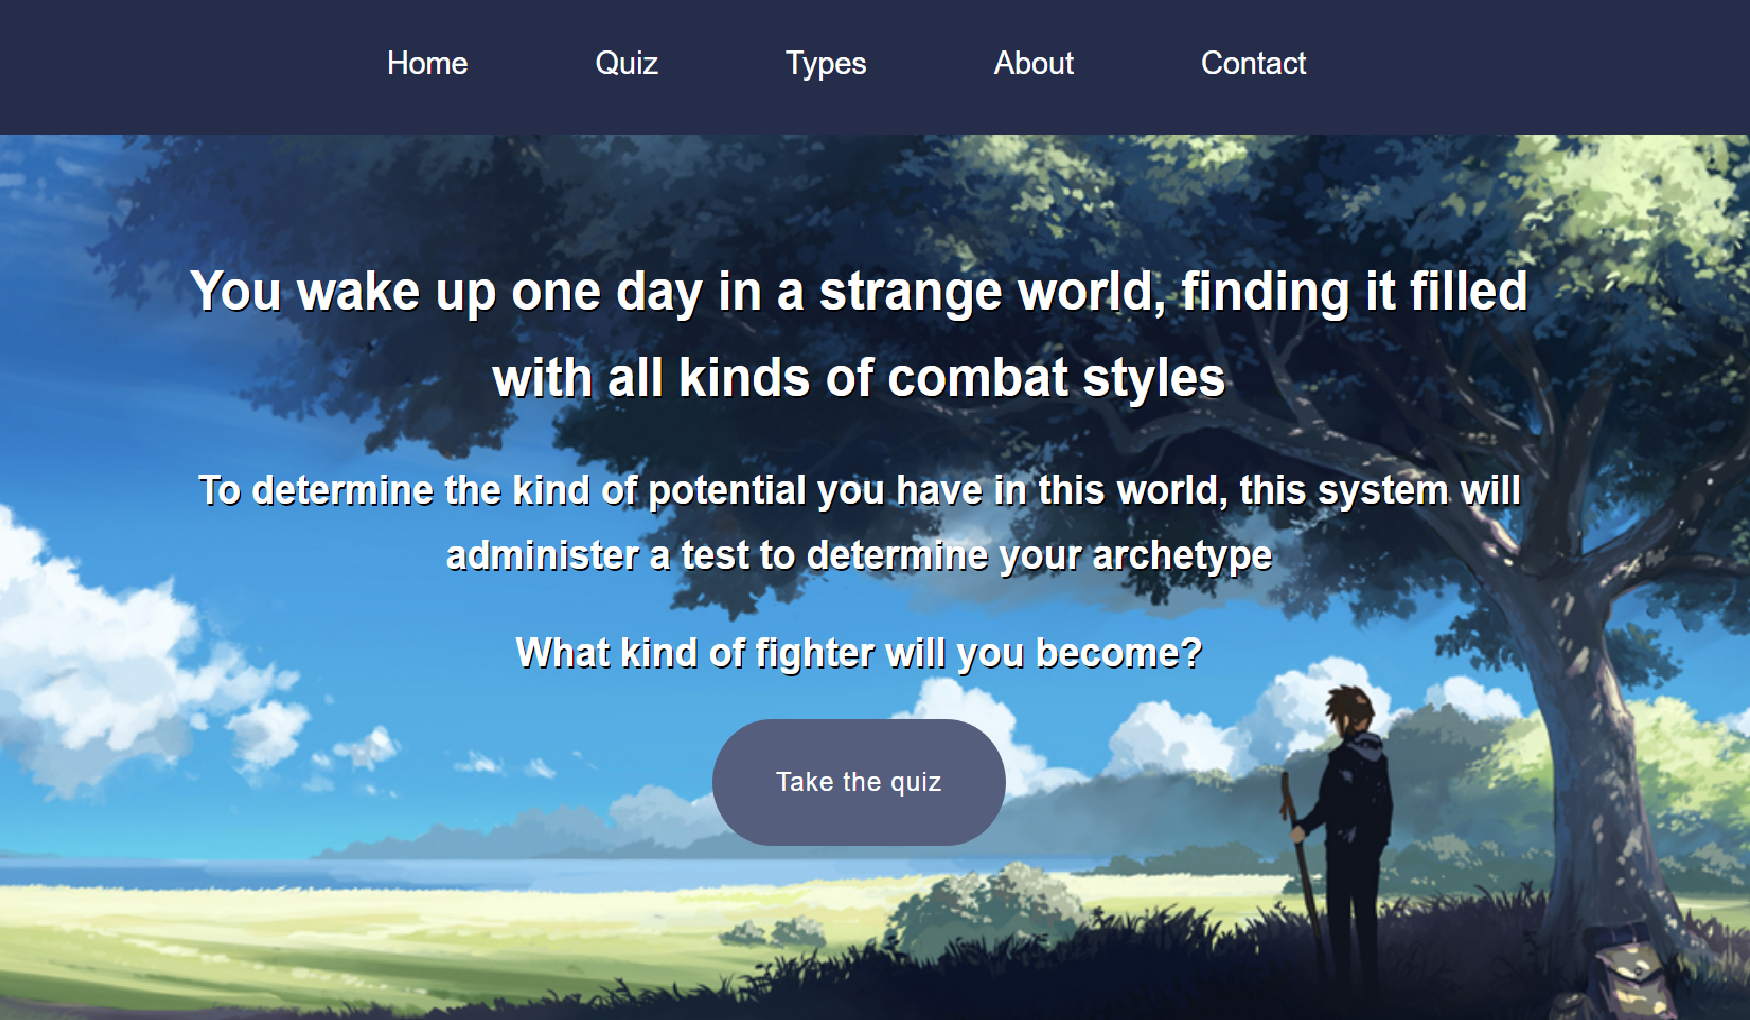 Home Quiz Types About Contact
You wake up one day in a strange world, finding it filled
with all kinds of combat styles
To determine the kind of potential you have in this world, this system will
administer a test to determine your archetype
What kind of fighter will you become?
Take the quiz